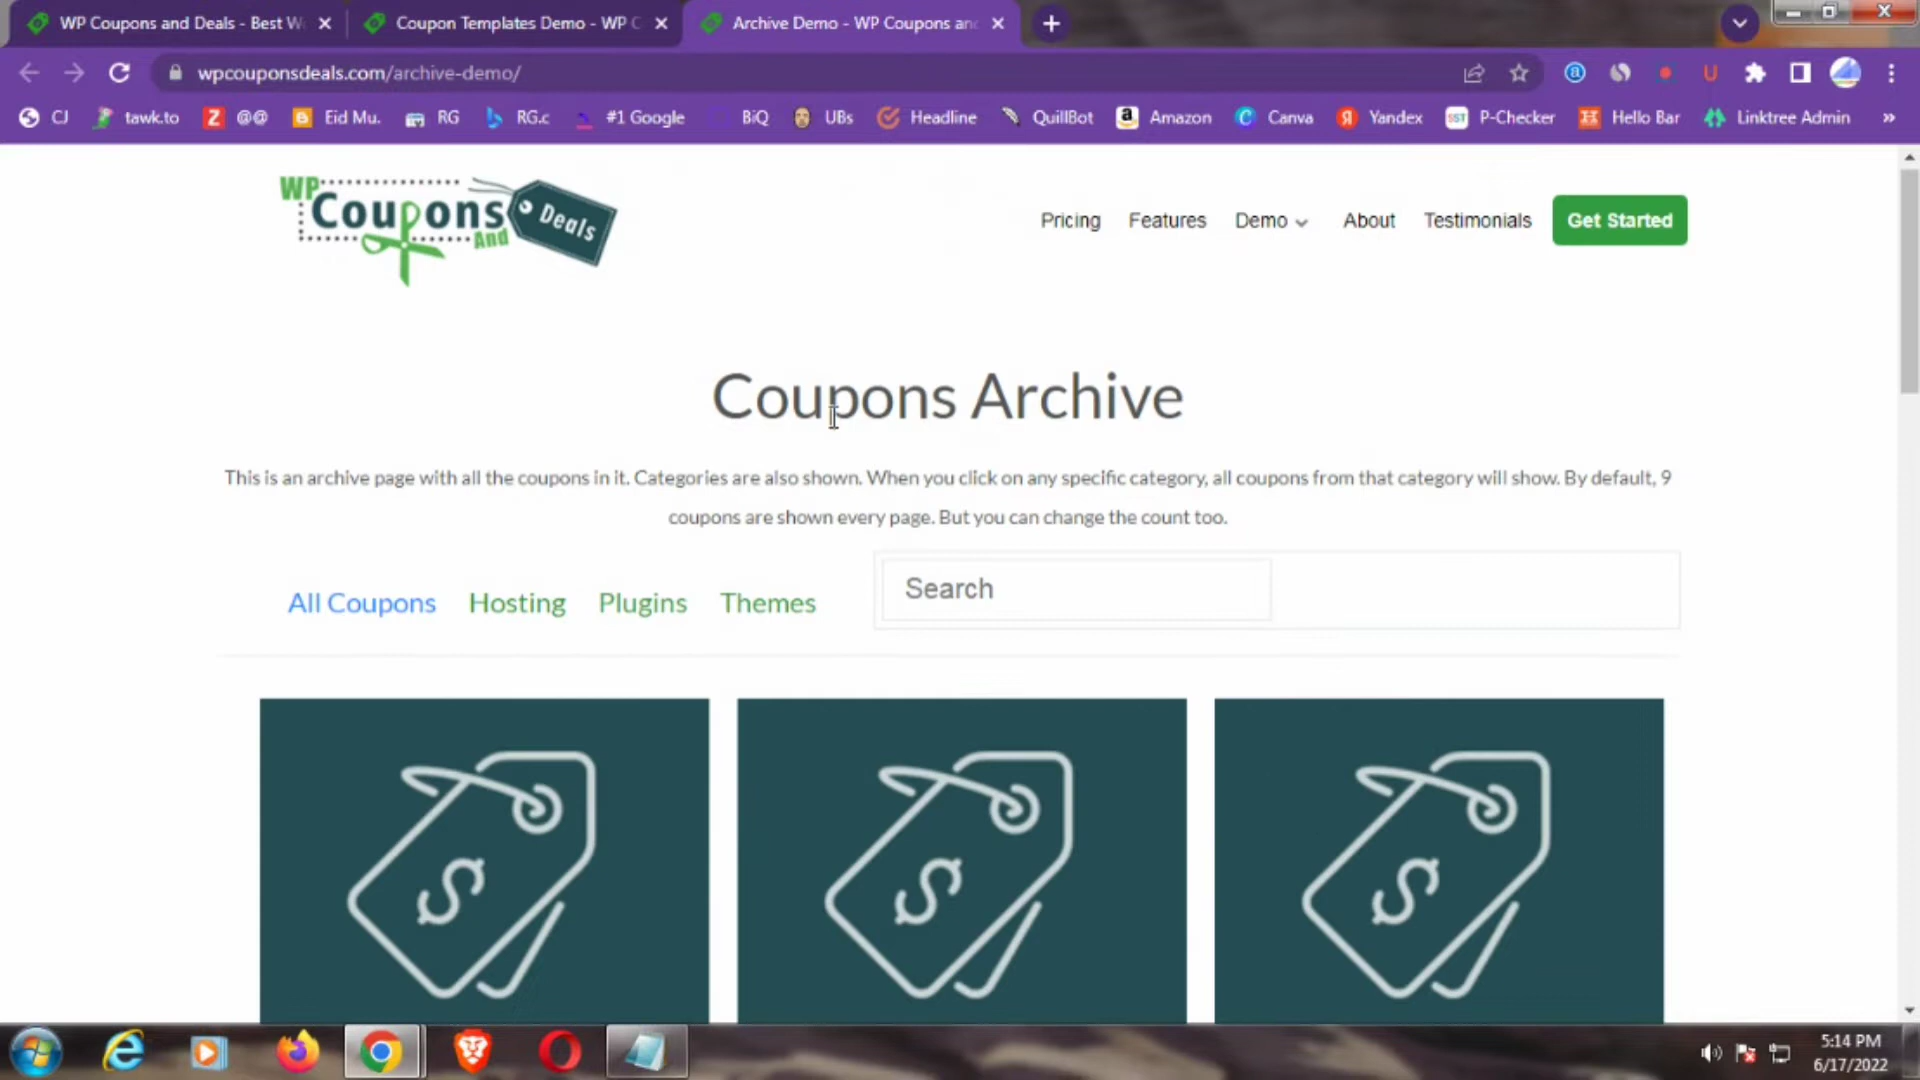 WP Coupons and Deals - Best W
Coupon Templates Demo - WP C
Archive Demo - WP Coupons an
wpcouponsdeals.com/archive-demo/
CJ
tawk.to
@@
Eid Mu.
RG
RG.c
#1 Google
BiQ
UBs
Headline
QuillBot
Amazon
Canva
Yandex
P-Checker
Hello Bar
Linktree Admin
WP
Coupons
And
Deals
Pricing
Features
Demo
About
Testimonials
Get Started
Coupons Archive
This is an archive page with all the coupons in it. Categories are also shown. When you click on any specific category, all coupons from that category will show. By default, 9
coupons are shown every page. But you can change the count too.
All Coupons
Hosting
Plugins
Themes
Search
5:14 PM
6/17/2022